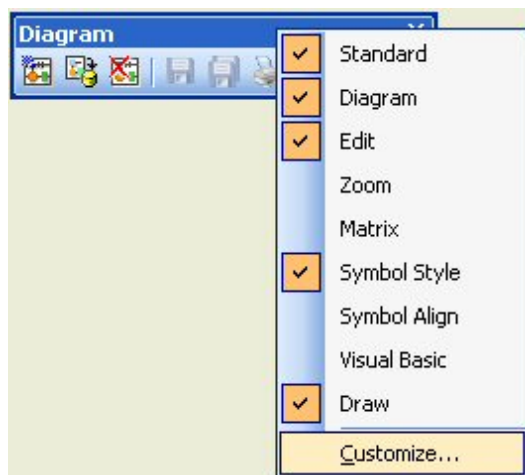 Diagram
Standard
Diagram
Edit
Zoom
Matrix
Symbol Style
Symbol Align
Visual Basic
Draw
Customize...